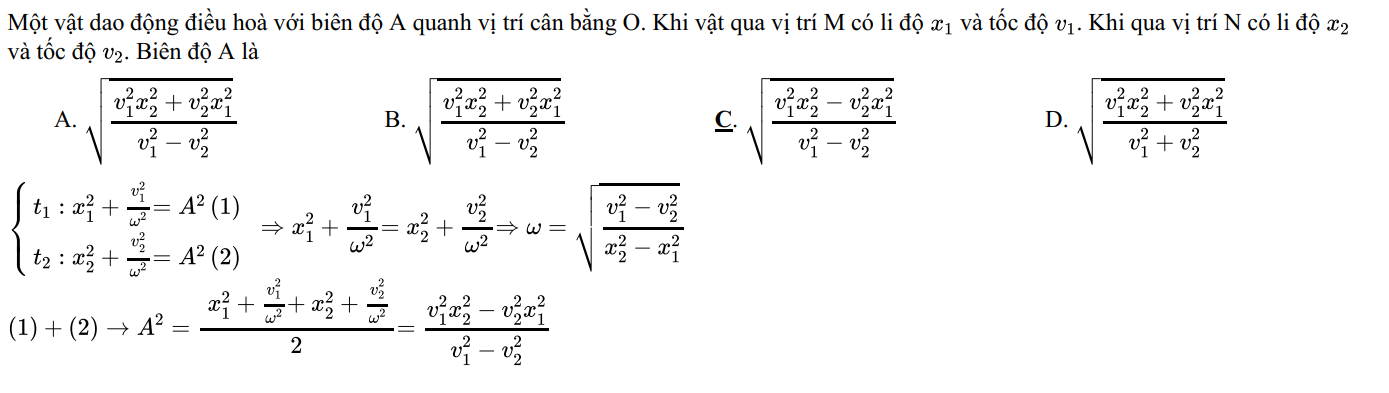 Một vật dao động điều hoà với biên độ A quanh vị trí cân bằng O. Khi vật qua vị trí M có li độ $x_1$ và tốc độ $v_1$. Khi qua vị trí N có li độ $x_2$
và tốc độ $v_2$. Biên độ A là
A. $\sqrt{\frac{v_1^2x_2^2+v_2^2x_1^2}{v_1^2-v_2^2}}$ B. $\sqrt{\frac{v_1^2x_2^2+v_2^2x_1^2}{v_1^2-v_2^2}}$ C. $\sqrt{\frac{v_1^2x_2^2-v_2^2x_1^2}{v_1^2-v_2^2}}$ D. $\sqrt{\frac{v_1^2x_2^2+v_2^2x_1^2}{v_1^2+v_2^2}}$
$\begin{cases} t_1: x_1^2+\frac{v_1^2}{\omega^2}=A^2\,(1) \\ t_2: x_2^2+\frac{v_2^2}{\omega^2}=A^2\,(2) \end{cases} \Rightarrow x_1^2+\frac{v_1^2}{\omega^2}=x_2^2+\frac{v_2^2}{\omega^2} \Rightarrow \omega=\sqrt{\frac{v_1^2-v_2^2}{x_2^2-x_1^2}}$
$(1)+(2) \rightarrow A^2=\frac{x_1^2+\frac{v_1^2}{\omega^2}+x_2^2+\frac{v_2^2}{\omega^2}}{2}=\frac{v_1^2x_2^2-v_2^2x_1^2}{v_1^2-v_2^2}$